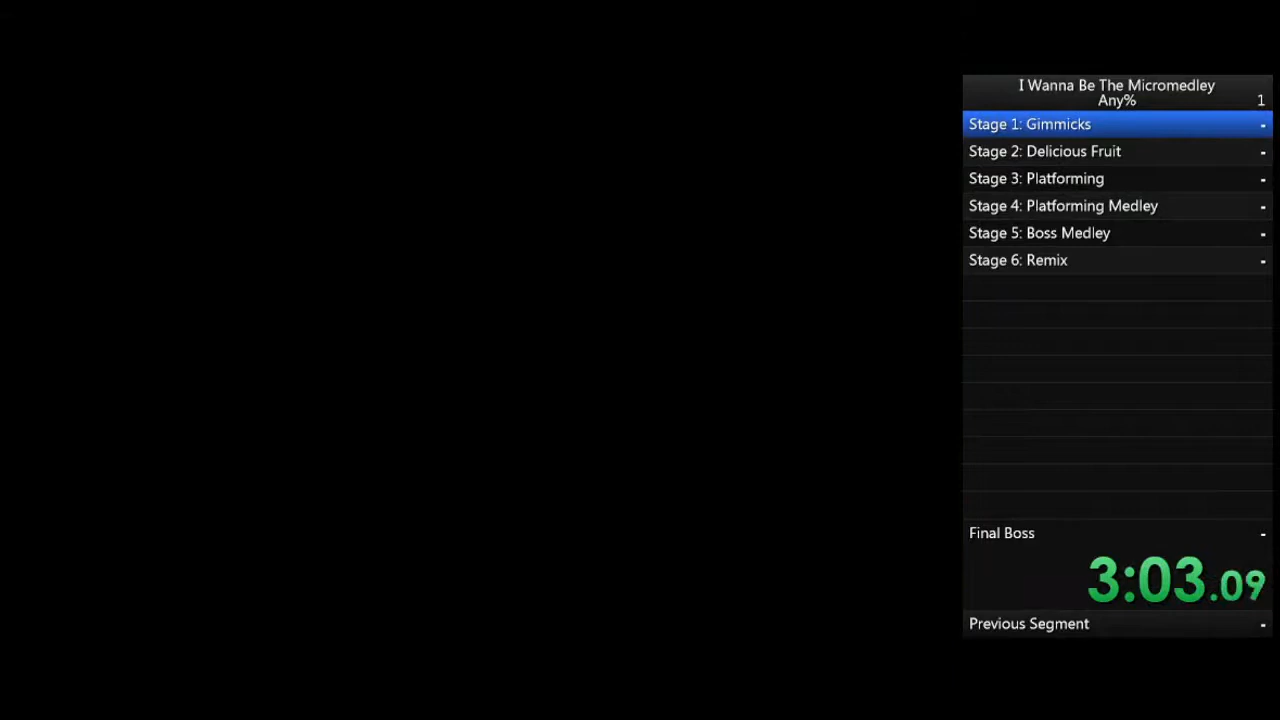 I Wanna Be The Micromedley
Any% 1
Stage 1: Gimmicks -
Stage 2: Delicious Fruit -
Stage 3: Platforming -
Stage 4: Platforming Medley -
Stage 5: Boss Medley -
Stage 6: Remix -
Final Boss -
3:03.09
Previous Segment -